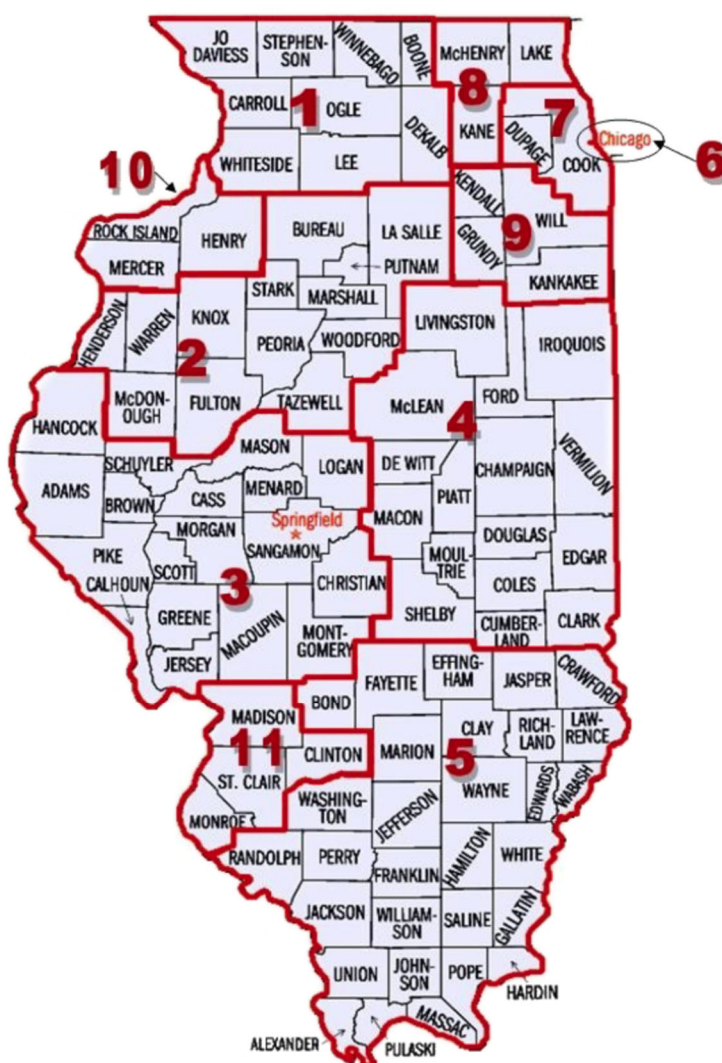 JO
DAVIESS
STEPHEN-
SON
WINNEBAGO
BOONE
McHENRY
LAKE
8
CARROLL
1
OGLE
DEKALB
KANE
7
DUPAGE
COOK
Chicago
6
WHITESIDE
LEE
10
KENDALL
WILL
9
GRUNDY
ROCK ISLAND
HENRY
BUREAU
LA SALLE
MERCER
PUTNAM
KANKAKEE
STARK
MARSHALL
HENDERSON
WARREN
KNOX
2
PEORIA
WOODFORD
LIVINGSTON
IROQUOIS
McDON-
OUGH
FULTON
TAZEWELL
McLEAN
4
FORD
HANCOCK
MASON
LOGAN
SCHUYLER
ADAMS
BROWN
CASS
MENARD
DE WITT
PIATT
CHAMPAIGN
VERMILION
MACON
MORGAN
Springfield
SANGAMON
PIKE
SCOTT
CALHOUN
3
CHRISTIAN
MOUL-
TRIE
DOUGLAS
EDGAR
COLES
GREENE
MACOUPIN
MONT-
GOMERY
SHELBY
CUMBER-
LAND
CLARK
JERSEY
MADISON
11
BOND
FAYETTE
EFFING-
HAM
JASPER
CRAWFORD
CLINTON
MARION
CLAY
5
RICH-
LAND
LAW-
RENCE
ST. CLAIR
WAYNE
EDWARDS
WABASH
MONROE
WASHING-
TON
JEFFERSON
RANDOLPH
PERRY
HAMILTON
WHITE
FRANKLIN
JACKSON
WILLIAM-
SON
SALINE
GALLATIN
UNION
JOHN-
SON
POPE
HARDIN
ALEXANDER
PULASKI
MASSAC